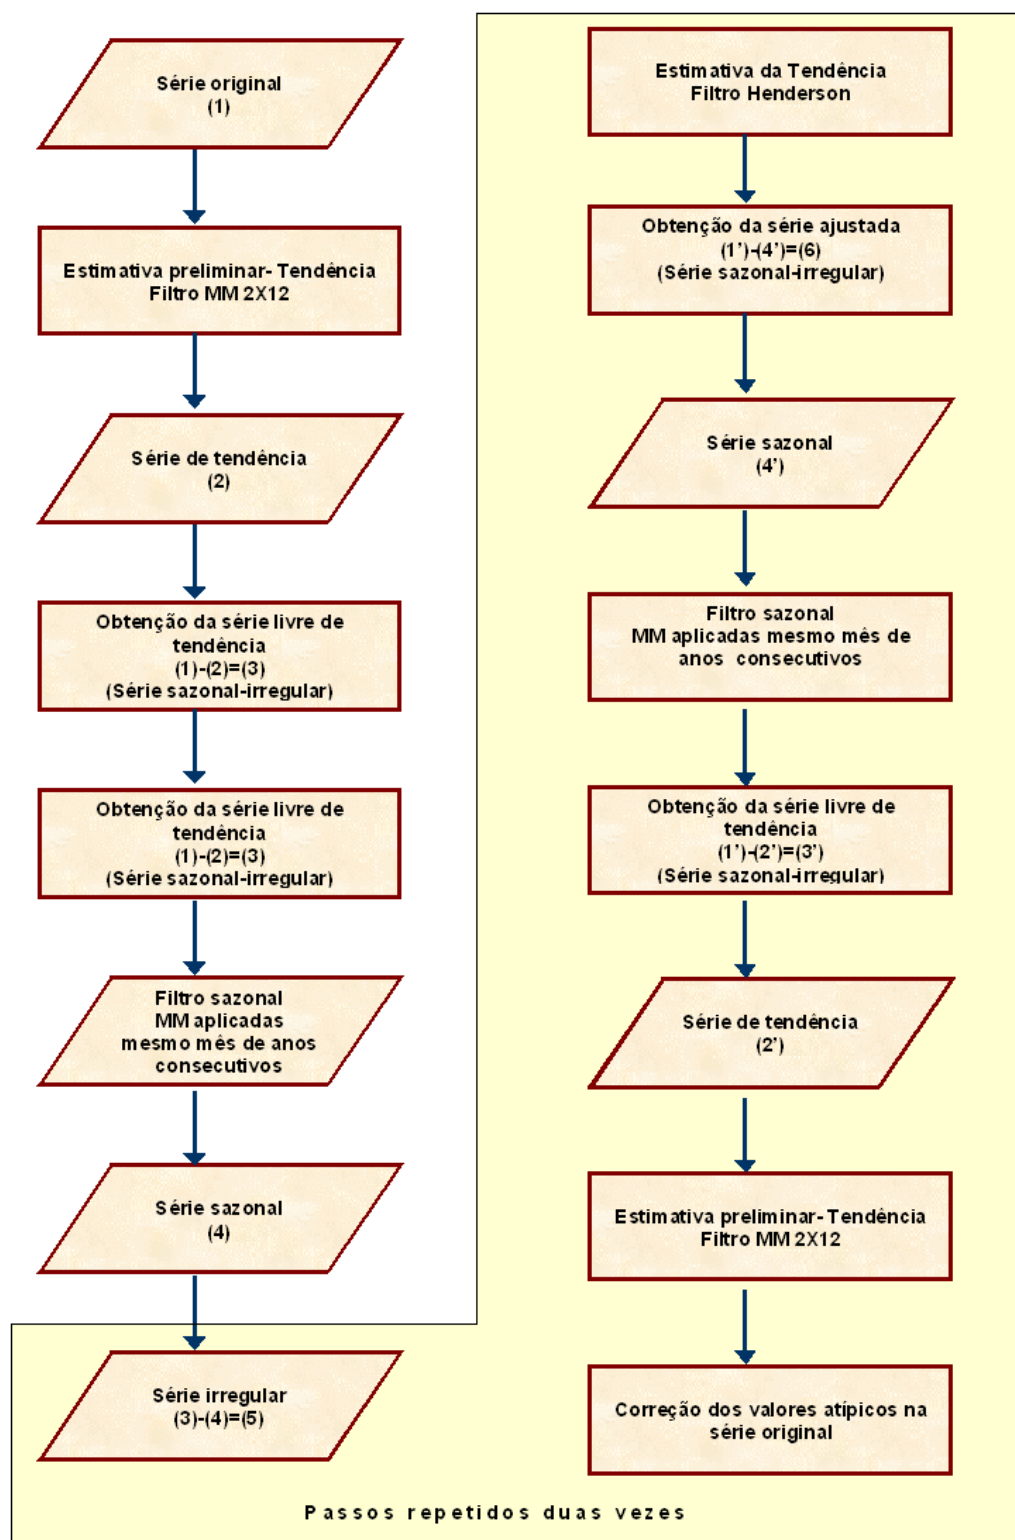 Série original
(1)
Estimativa preliminar- Tendência
Filtro MM 2X12
Série de tendência
(2)
Obtenção da série livre de
tendência
(1)-(2)=(3)
(Série sazonal-irregular)
Obtenção da série livre de
tendência
(1)-(2)=(3)
(Série sazonal-irregular)
Filtro sazonal
MM aplicadas
mesmo mês de anos
consecutivos
Série sazonal
(4)
Série irregular
(3)-(4)=(5)
Estimativa da Tendência
Filtro Henderson
Obtenção da série ajustada
(1’)-(4’)=(6)
(Série sazonal-irregular)
Série sazonal
(4’)
Filtro sazonal
MM aplicadas mesmo mês de
anos consecutivos
Obtenção da série livre de
tendência
(1’)-(2’)=(3’)
(Série sazonal-irregular)
Série de tendência
(2’)
Estimativa preliminar- Tendência
Filtro MM 2X12
Correção dos valores atípicos na
série original
Passos repetidos duas vezes